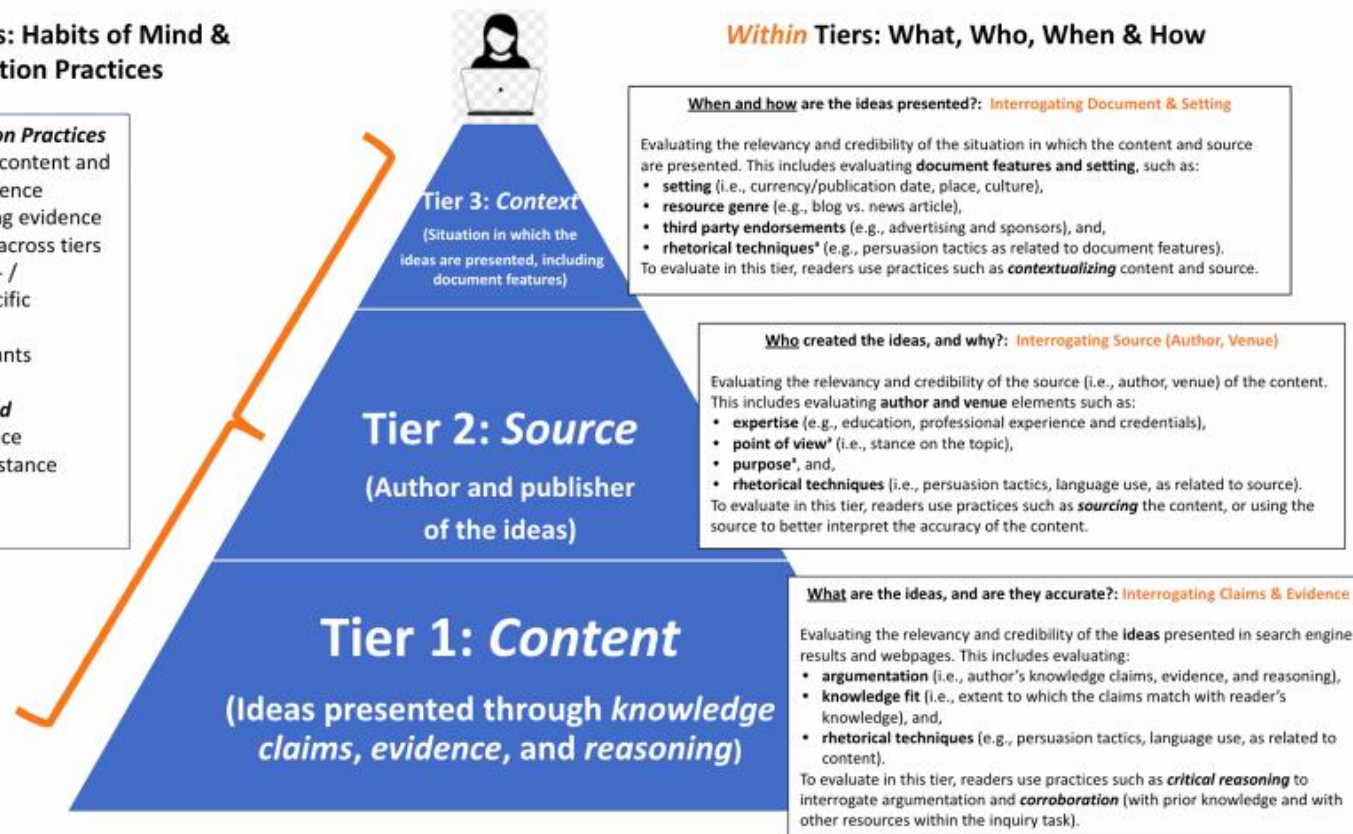 s: Habits of Mind &
tion Practices
on Practices
content and
ence
ng evidence
across tiers
- /
cific
ants
d
ce
stance
Tier 3: Context
(Situation in which the
ideas are presented, including
document features)
Tier 2: Source
(Author and publisher
of the ideas)
Tier 1: Content
(Ideas presented through knowledge
claims, evidence, and reasoning)
Within Tiers: What, Who, When & How
When and how are the ideas presented?: Interrogating Document & Setting
Evaluating the relevancy and credibility of the situation in which the content and source
are presented. This includes evaluating document features and setting, such as:
• setting (i.e., currency/publication date, place, culture),
• resource genre (e.g., blog vs. news article),
• third party endorsements (e.g., advertising and sponsors), and,
• rhetorical techniquesª (e.g., persuasion tactics as related to document features).
To evaluate in this tier, readers use practices such as contextualizing content and source.
Who created the ideas, and why?: Interrogating Source (Author, Venue)
Evaluating the relevancy and credibility of the source (i.e., author, venue) of the content.
This includes evaluating author and venue elements such as:
• expertise (e.g., education, professional experience and credentials),
• point of viewª (i.e., stance on the topic),
• purposeª, and,
• rhetorical techniques (i.e., persuasion tactics, language use, as related to source).
To evaluate in this tier, readers use practices such as sourcing the content, or using the
source to better interpret the accuracy of the content.
What are the ideas, and are they accurate?: Interrogating Claims & Evidence
Evaluating the relevancy and credibility of the ideas presented in search engine
results and webpages. This includes evaluating:
• argumentation (i.e., author's knowledge claims, evidence, and reasoning),
• knowledge fit (i.e., extent to which the claims match with reader's
knowledge), and,
• rhetorical techniques (e.g., persuasion tactics, language use, as related to
content).
To evaluate in this tier, readers use practices such as critical reasoning to
interrogate argumentation and corroboration (with prior knowledge and with
other resources within the inquiry task).